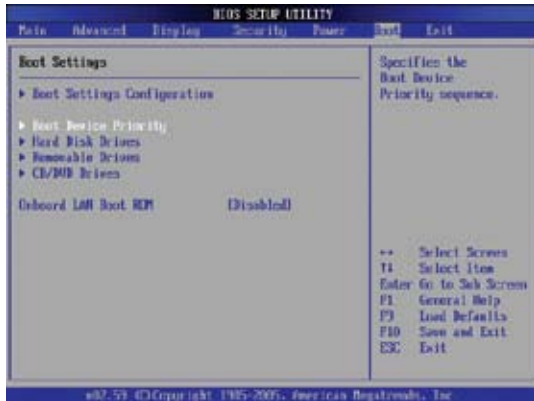 BIOS SETUP UTILITY
Main Advanced Display Security Power Boot Exit
Boot Settings
▶ Boot Settings Configuration
▶ Boot Device Priority
▶ Hard Disk Drives
▶ Removable Drives
▶ CD/DVD Drives
Onboard LAN Boot ROM [Disabled]
Specifies the
Boot Device
Priority sequence.
↔ Select Screen
↑↓ Select Item
Enter Go to Sub Screen
F1 General Help
F9 Load Defaults
F10 Save and Exit
ESC Exit
v02.59 (C)Copyright 1985-2005, American Megatrends, Inc